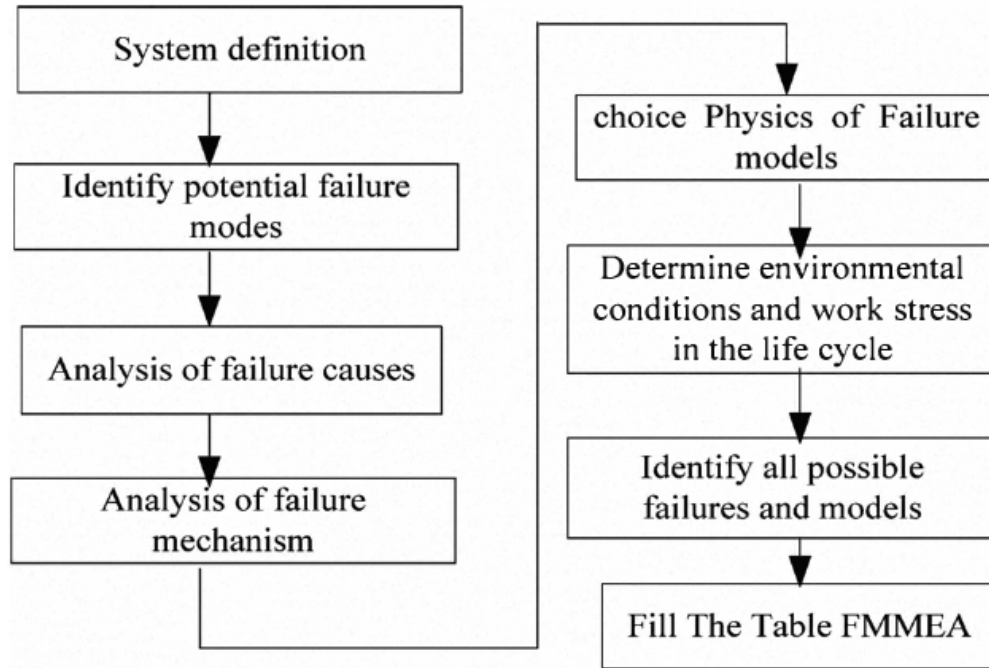 System definition
Identify potential failure
modes
Analysis of failure causes
Analysis of failure
mechanism
choice Physics of Failure
models
Determine environmental
conditions and work stress
in the life cycle
Identify all possible
failures and models
Fill The Table FMMEA